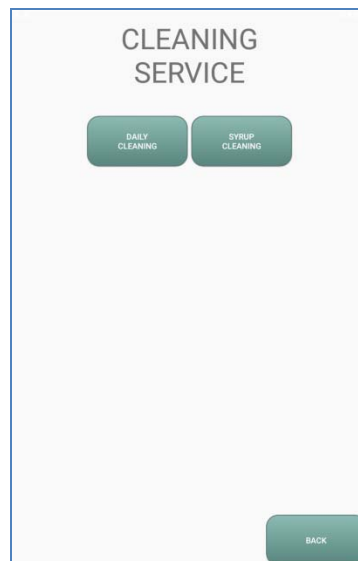 CLEANING
SERVICE
DAILY
CLEANING
SYRUP
CLEANING
BACK